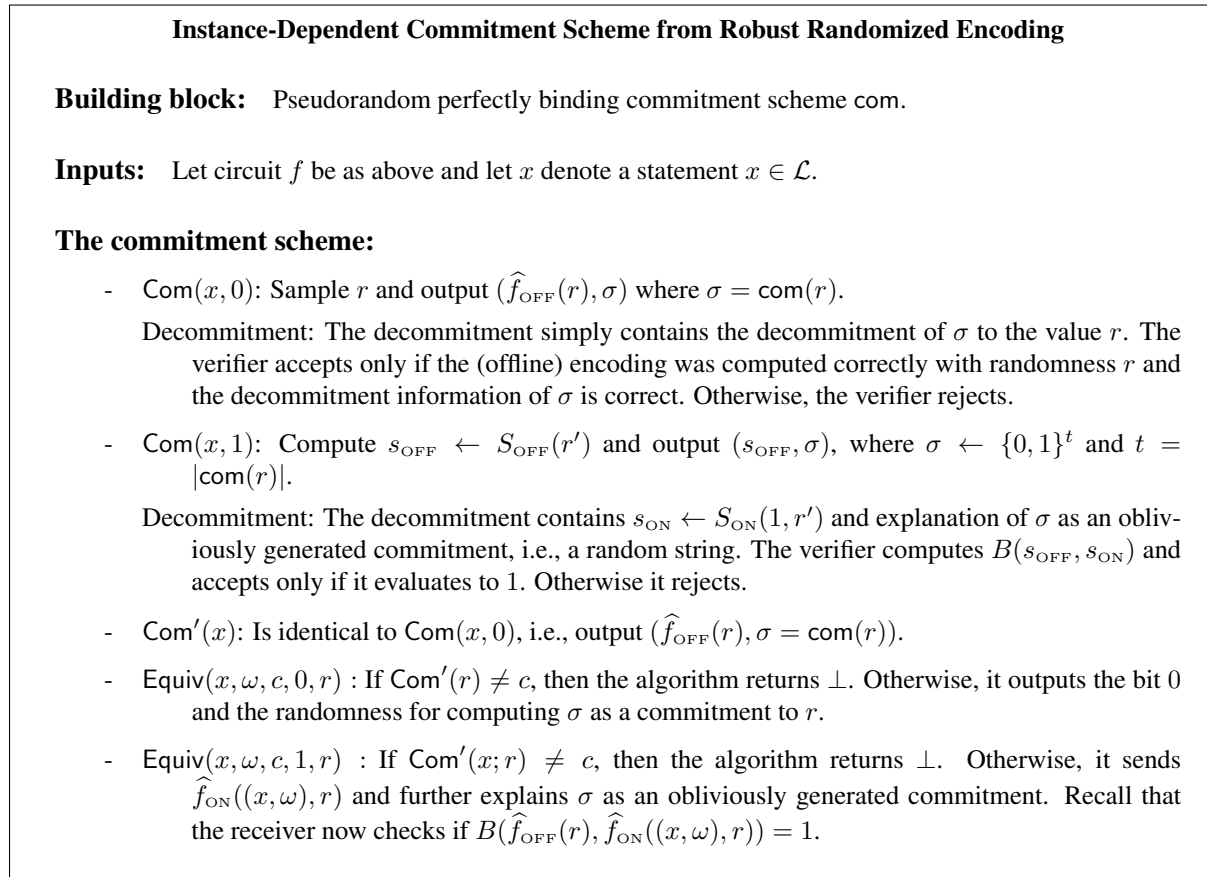 Instance-Dependent Commitment Scheme from Robust Randomized Encoding
Building block: Pseudorandom perfectly binding commitment scheme com.
Inputs: Let circuit f be as above and let x denote a statement x ∈ ℒ.
The commitment scheme:
- Com(x, 0): Sample r and output (f̂_OFF(r), σ) where σ = com(r).
Decommitment: The decommitment simply contains the decommitment of σ to the value r. The
verifier accepts only if the (offline) encoding was computed correctly with randomness r and
the decommitment information of σ is correct. Otherwise, the verifier rejects.
- Com(x, 1): Compute s_OFF ← S_OFF(r′) and output (s_OFF, σ), where σ ← {0, 1}^t and t =
|com(r)|.
Decommitment: The decommitment contains s_ON ← S_ON(1, r′) and explanation of σ as an obliv-
iously generated commitment, i.e., a random string. The verifier computes B(s_OFF, s_ON) and
accepts only if it evaluates to 1. Otherwise it rejects.
- Com′(x): Is identical to Com(x, 0), i.e., output (f̂_OFF(r), σ = com(r)).
- Equiv(x, ω, c, 0, r) : If Com′(r) ≠ c, then the algorithm returns ⊥. Otherwise, it outputs the bit 0
and the randomness for computing σ as a commitment to r.
- Equiv(x, ω, c, 1, r) : If Com′(x; r) ≠ c, then the algorithm returns ⊥. Otherwise, it sends
f̂_ON((x, ω), r) and further explains σ as an obliviously generated commitment. Recall that
the receiver now checks if B(f̂_OFF(r), f̂_ON((x, ω), r)) = 1.